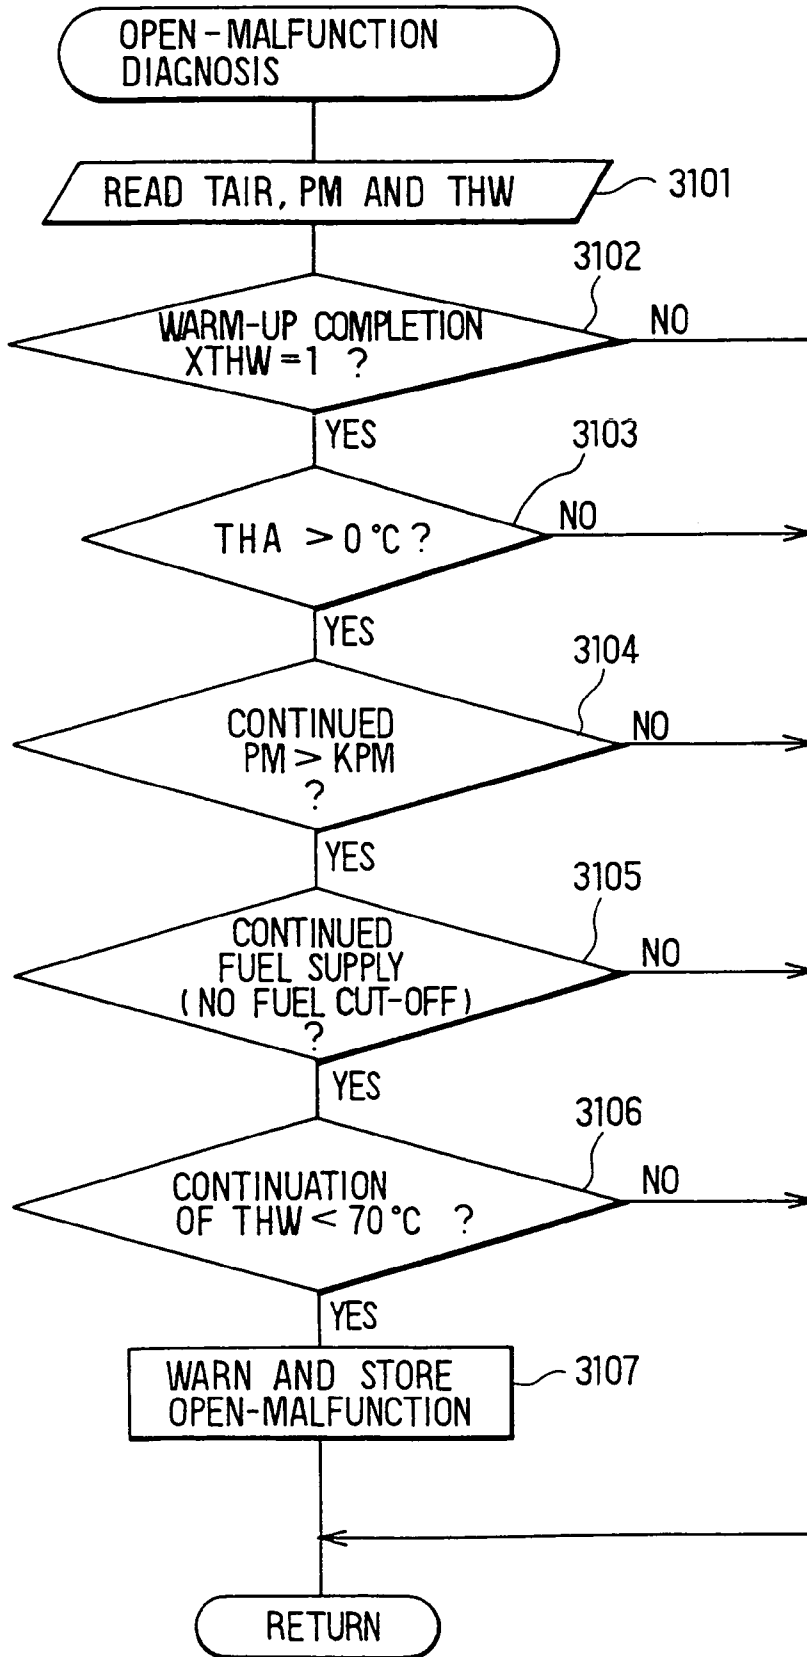 OPEN-MALFUNCTION
DIAGNOSIS
READ TAIR, PM AND THW
3101
3102
WARM-UP COMPLETION
XTHW=1 ?
NO
YES
3103
THA > 0°C?
NO
YES
3104
CONTINUED
PM > KPM
?
NO
YES
3105
CONTINUED
FUEL SUPPLY
(NO FUEL CUT-OFF)
?
NO
YES
3106
CONTINUATION
OF THW < 70°C ?
NO
YES
WARN AND STORE
OPEN-MALFUNCTION
3107
RETURN